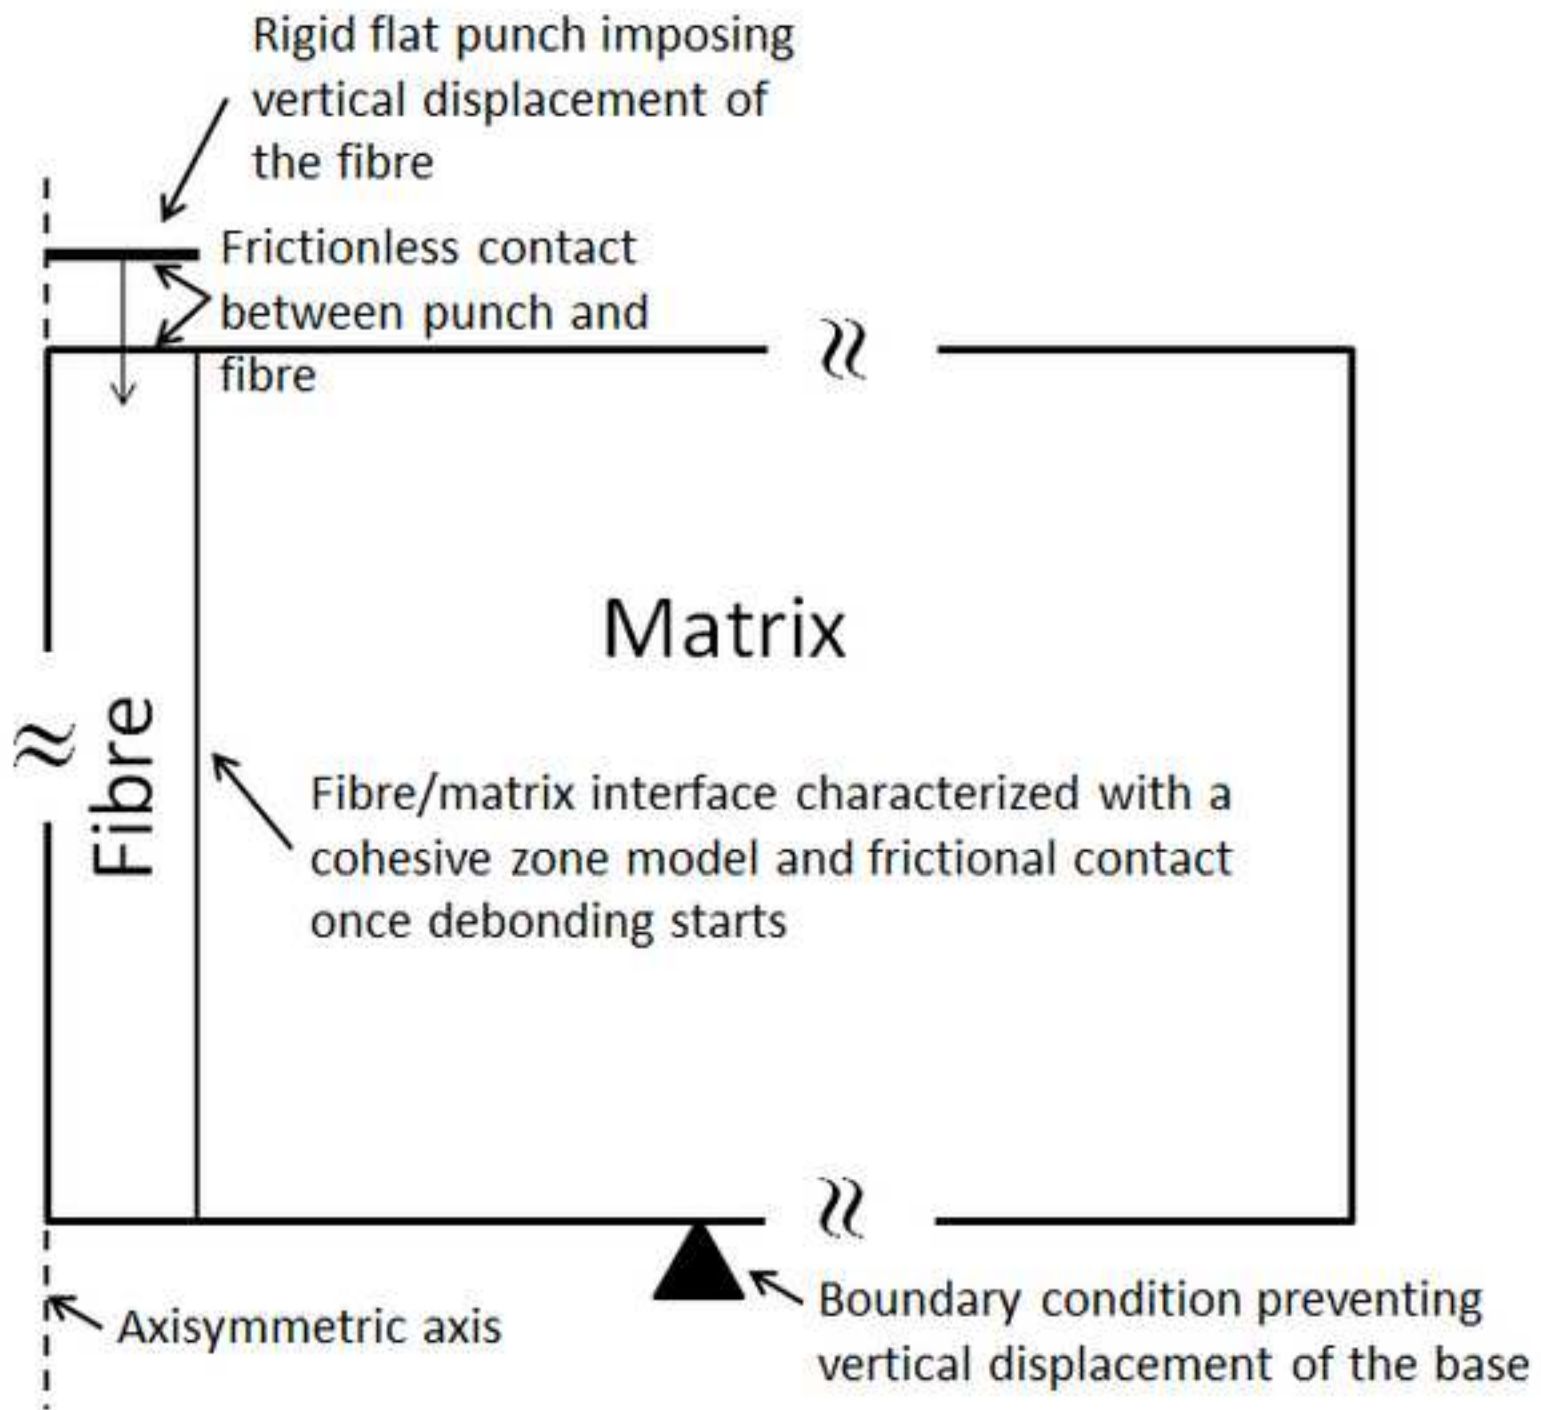 Rigid flat punch imposing
vertical displacement of
the fibre
Frictionless contact
between punch and
fibre
Matrix
Fibre
Fibre/matrix interface characterized with a
cohesive zone model and frictional contact
once debonding starts
Axisymmetric axis
Boundary condition preventing
vertical displacement of the base